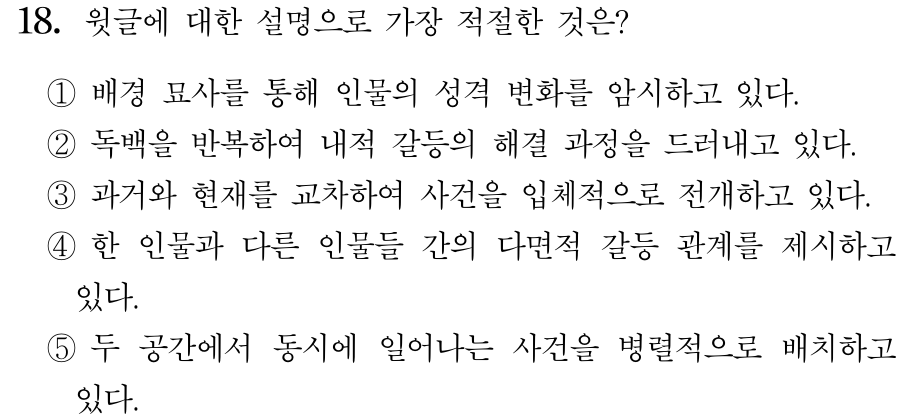 18. 윗글에 대한 설명으로 가장 적절한 것은?
① 배경 묘사를 통해 인물의 성격 변화를 암시하고 있다.
② 독백을 반복하여 내적 갈등의 해결 과정을 드러내고 있다.
③ 과거와 현재를 교차하여 사건을 입체적으로 전개하고 있다.
④ 한 인물과 다른 인물들 간의 다면적 갈등 관계를 제시하고
있다.
⑤ 두 공간에서 동시에 일어나는 사건을 병렬적으로 배치하고
있다.